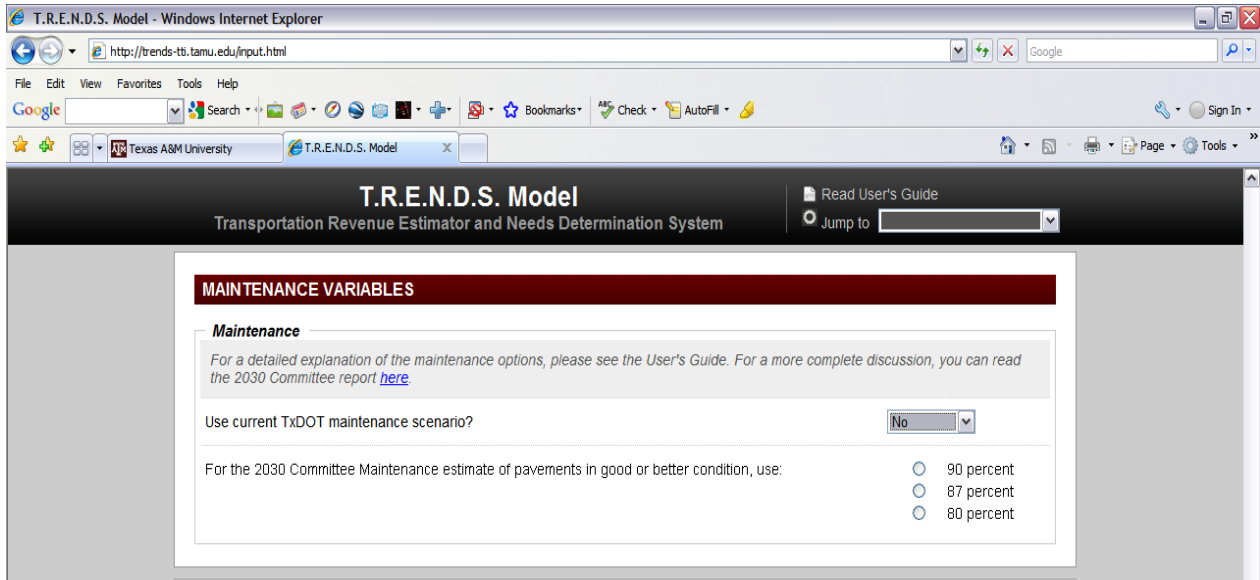 T.R.E.N.D.S. Model - Windows Internet Explorer
http://trends-tti.tamu.edu/input.html
Google
File Edit View Favorites Tools Help
Google Search Bookmarks Check AutoFill Sign In
Texas A&M University T.R.E.N.D.S. Model X Page Tools »
T.R.E.N.D.S. Model
Transportation Revenue Estimator and Needs Determination System
Read User's Guide
Jump to
MAINTENANCE VARIABLES
Maintenance
For a detailed explanation of the maintenance options, please see the User's Guide. For a more complete discussion, you can read
the 2030 Committee report here.
Use current TxDOT maintenance scenario? No
For the 2030 Committee Maintenance estimate of pavements in good or better condition, use: 90 percent
87 percent
80 percent